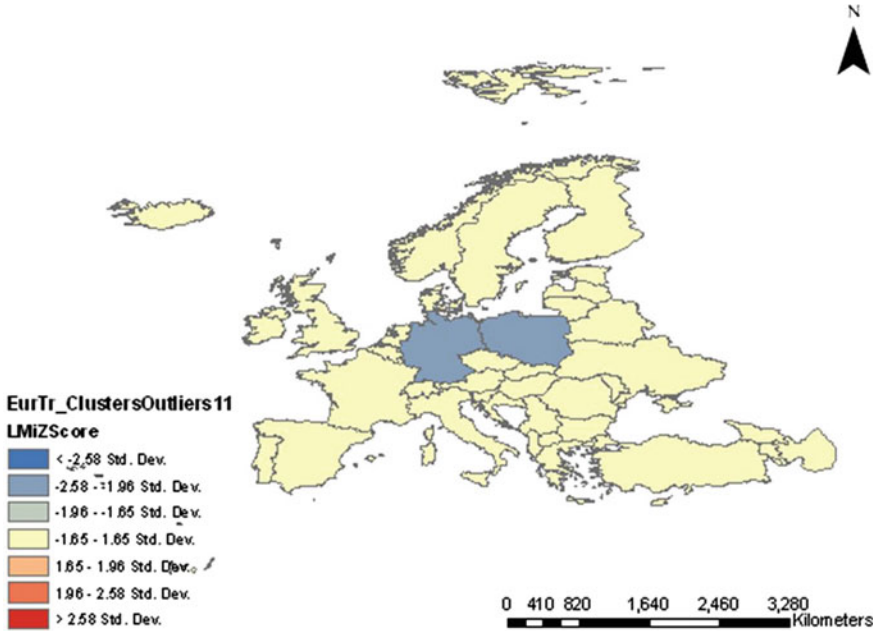 N
EurTr_ClustersOutliers11
LMiZScore
< -2.58 Std. Dev.
-2.58 - -1.96 Std. Dev.
-1.96 - -1.65 Std. Dev.
-1.65 - 1.65 Std. Dev.
1.65 - 1.96 Std. Dev.
1.96 - 2.58 Std. Dev.
> 2.58 Std. Dev.
0 410 820 1,640 2,460 3,280
Kilometers